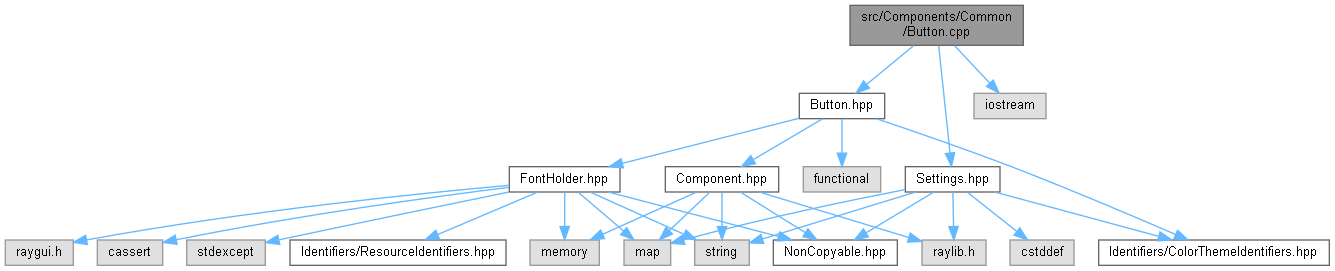 src/Components/Common
/Button.cpp
Button.hpp
iostream
FontHolder.hpp
Component.hpp
functional
Settings.hpp
raygui.h
cassert
stdexcept
Identifiers/ResourceIdentifiers.hpp
memory
map
string
NonCopyable.hpp
raylib.h
cstddef
Identifiers/ColorThemeIdentifiers.hpp